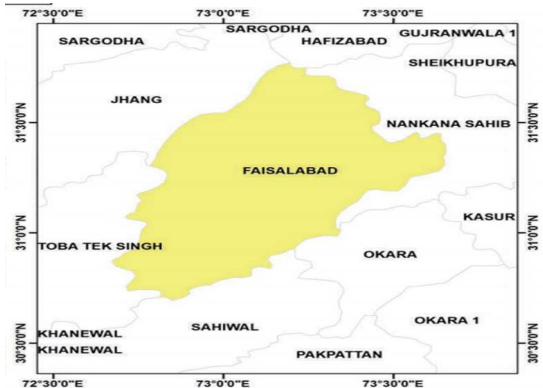 72°30'0"E 73°0'0"E 73°30'0"E
SARGODHA
SARGODHA
HAFIZABAD
GUJRANWALA 1
SHEIKHUPURA
JHANG
31°30'0"N
NANKANA SAHIB
31°30'0"N
FAISALABAD
KASUR
31°0'0"N
TOBA TEK SINGH
OKARA
31°0'0"N
OKARA 1
SAHIWAL
KHANEWAL
KHANEWAL
PAKPATTAN
30°30'0"N
30°30'0"N
72°30'0"E 73°0'0"E 73°30'0"E